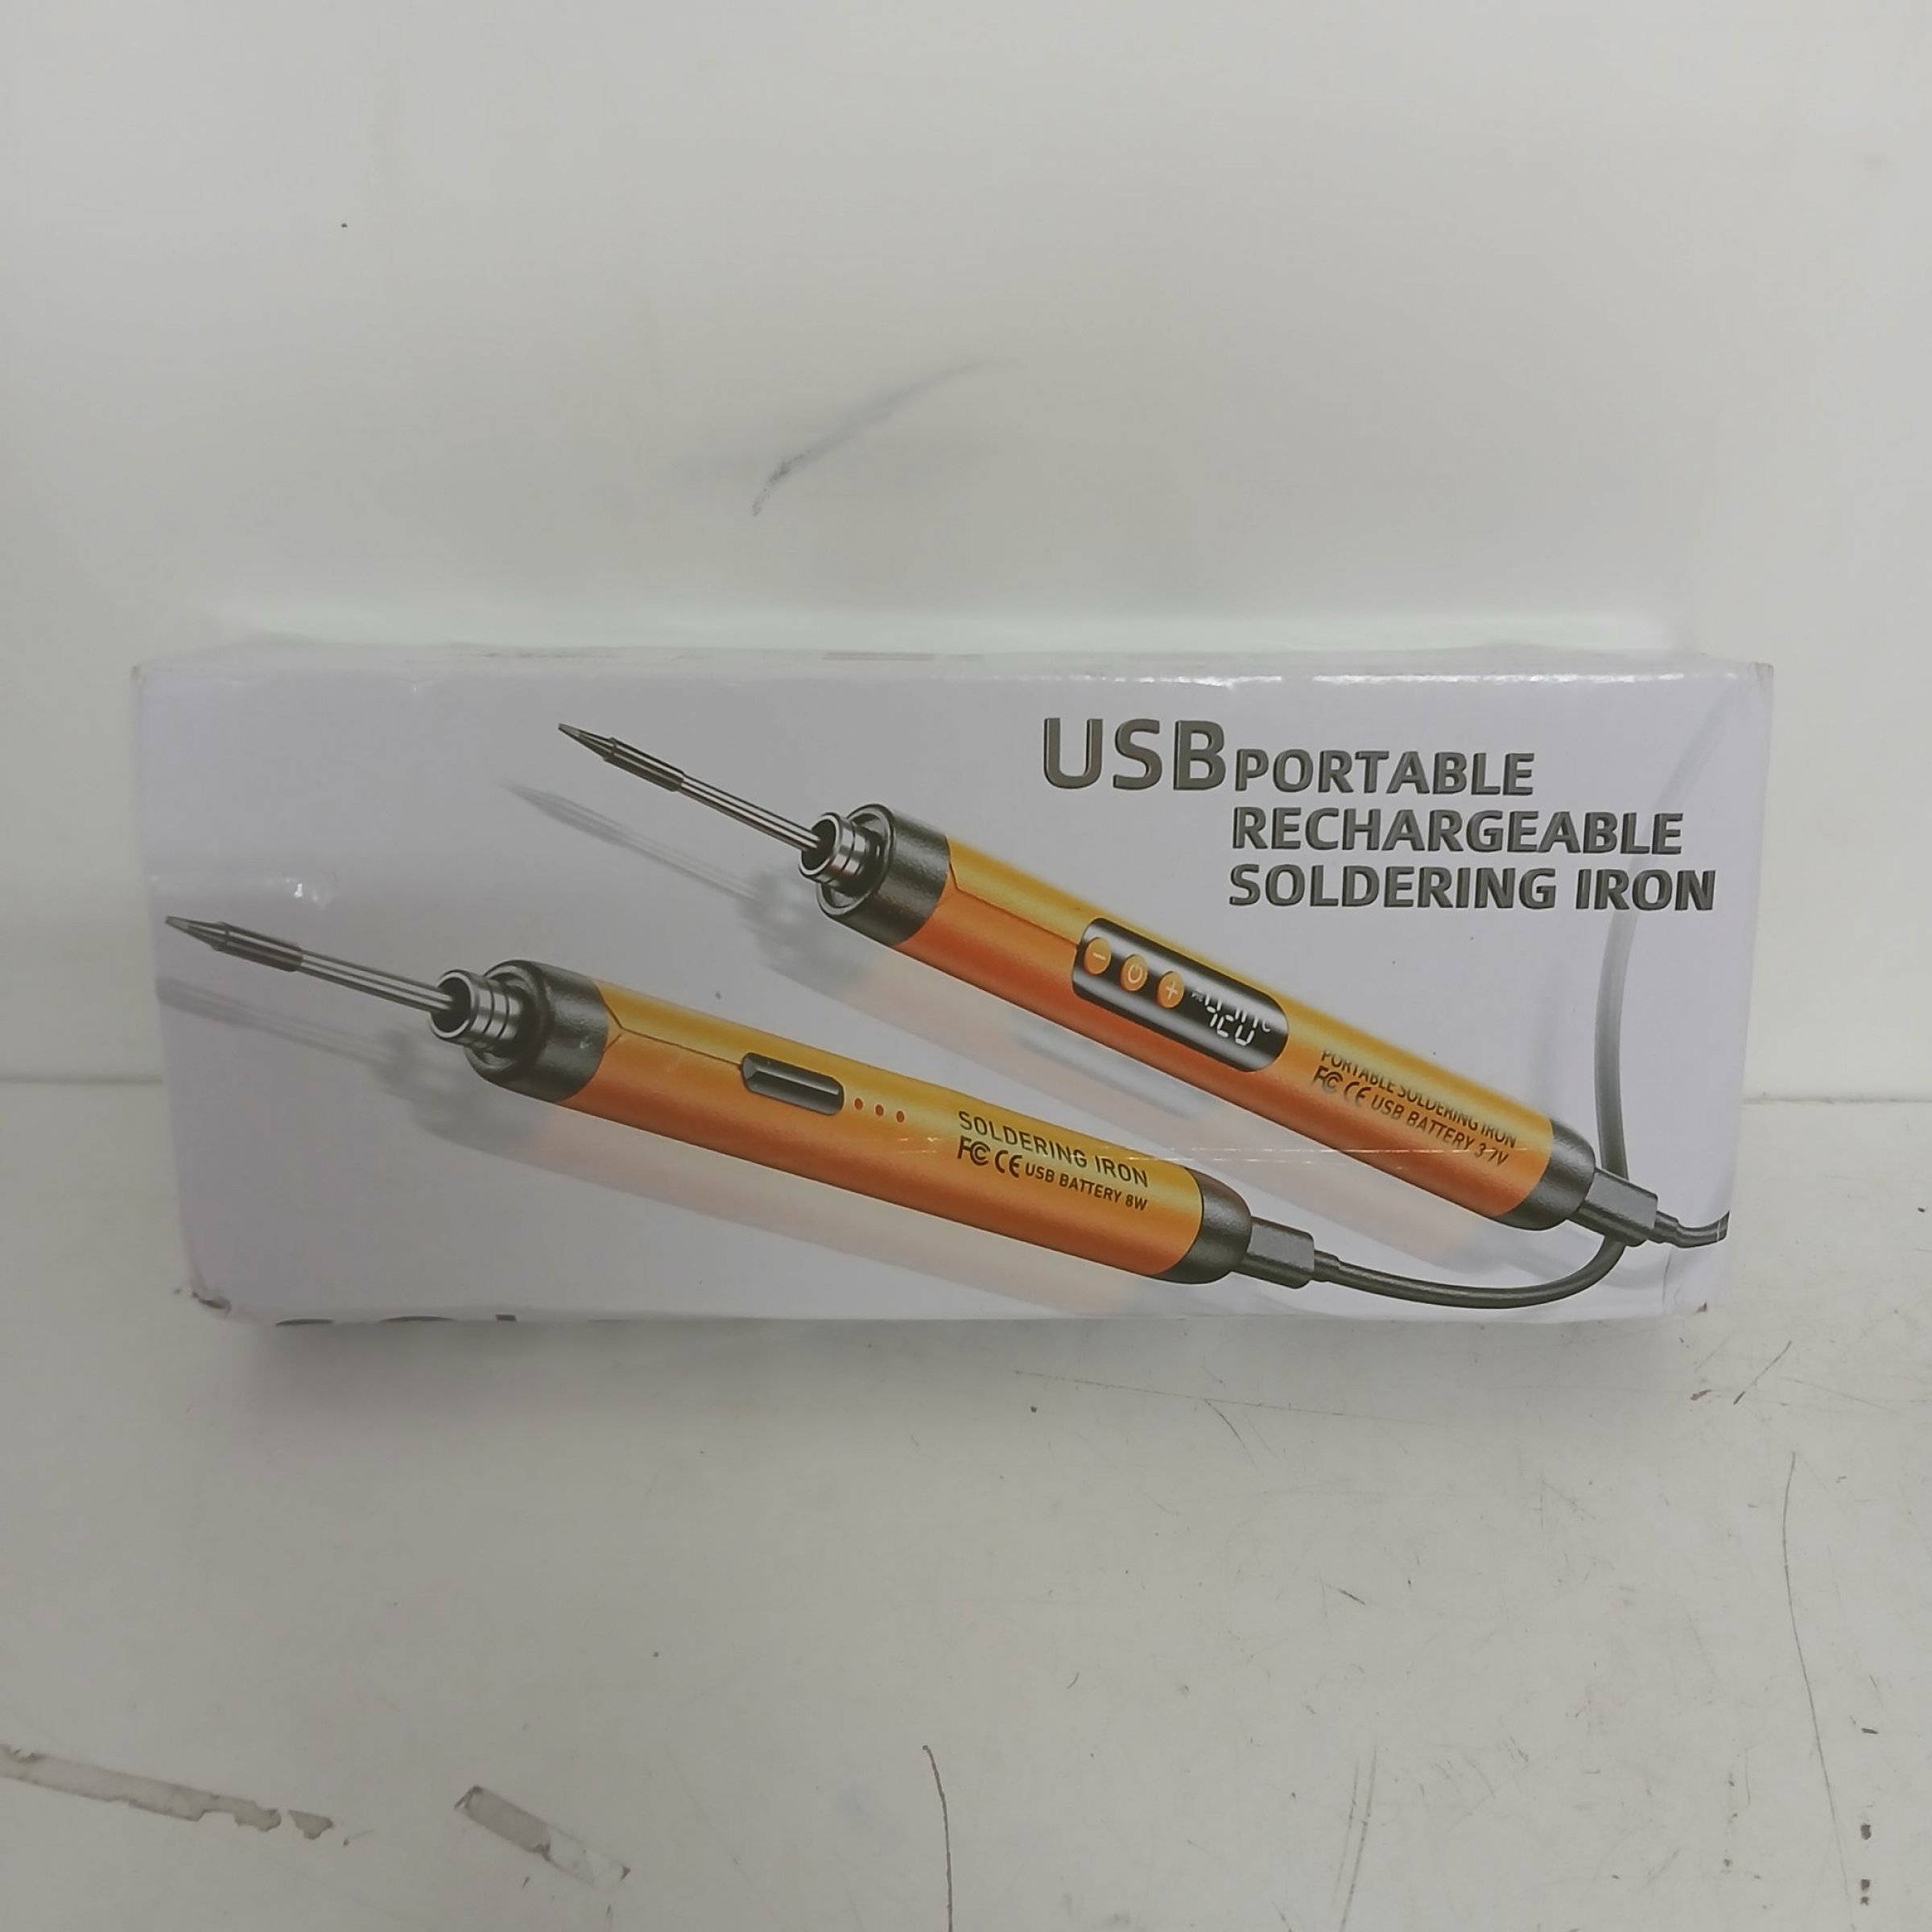 USB PORTABLE
RECHARGEABLE
SOLDERING IRON
PORTABLE SOLDERING IRON
FC CE USB BATTERY 3.7V
SOLDERING IRON
FC CE USB BATTERY 8W